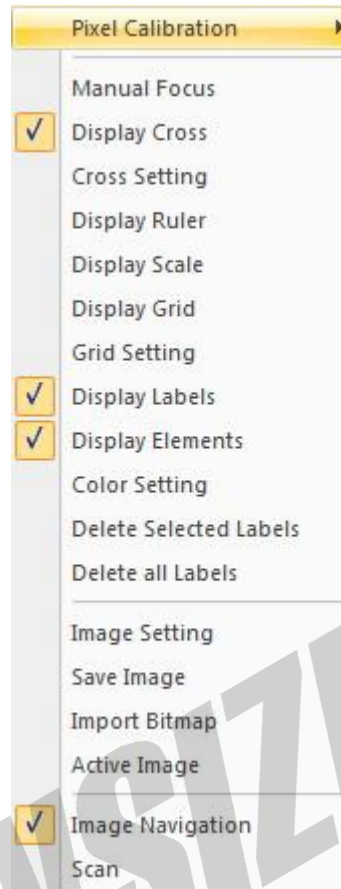 Pixel Calibration
Manual Focus
Display Cross
Cross Setting
Display Ruler
Display Scale
Display Grid
Grid Setting
Display Labels
Display Elements
Color Setting
Delete Selected Labels
Delete all Labels
Image Setting
Save Image
Import Bitmap
Active Image
Image Navigation
Scan